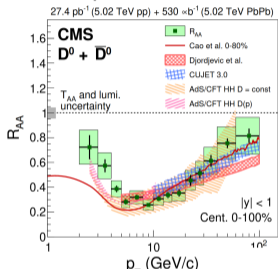 27.4 pb⁻¹ (5.02 TeV pp) + 530 ∝b⁻¹ (5.02 TeV PbPb)
CMS
D⁰ + D̅⁰
R_AA
Cao et al. 0-80%
Djordjevic et al.
CUJET 3.0
AdS/CFT HH D = const
AdS/CFT HH D(p)
T_AA and lumi.
uncertainty
R_AA
1.6
1.4
1.2
1
0.8
0.6
0.4
0.2
0
|y| < 1
Cent. 0-100%
1 10 10²
p (GeV/c)